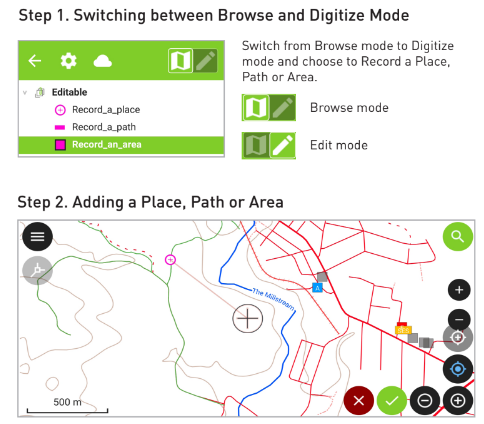 Step 1. Switching between Browse and Digitize Mode
Switch from Browse mode to Digitize
mode and choose to Record a Place,
Path or Area.
Editable
Record_a_place
Record_a_path
Record_an_area
Browse mode
Edit mode
Step 2. Adding a Place, Path or Area
The Millstream
A
500 m